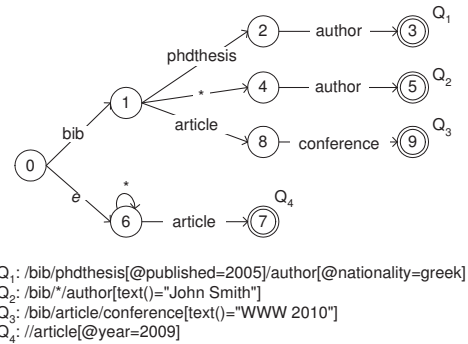 Q1
2 author 3
phdthesis
Q2
* 4 author 5
1
article
Q3
bib
8 conference 9
0
*
e
Q4
6 article 7
Q1: /bib/phdthesis[@published=2005]/author[@nationality=greek]
Q2: /bib/*/author[text()="John Smith"]
Q3: /bib/article/conference[text()="WWW 2010"]
Q4: //article[@year=2009]